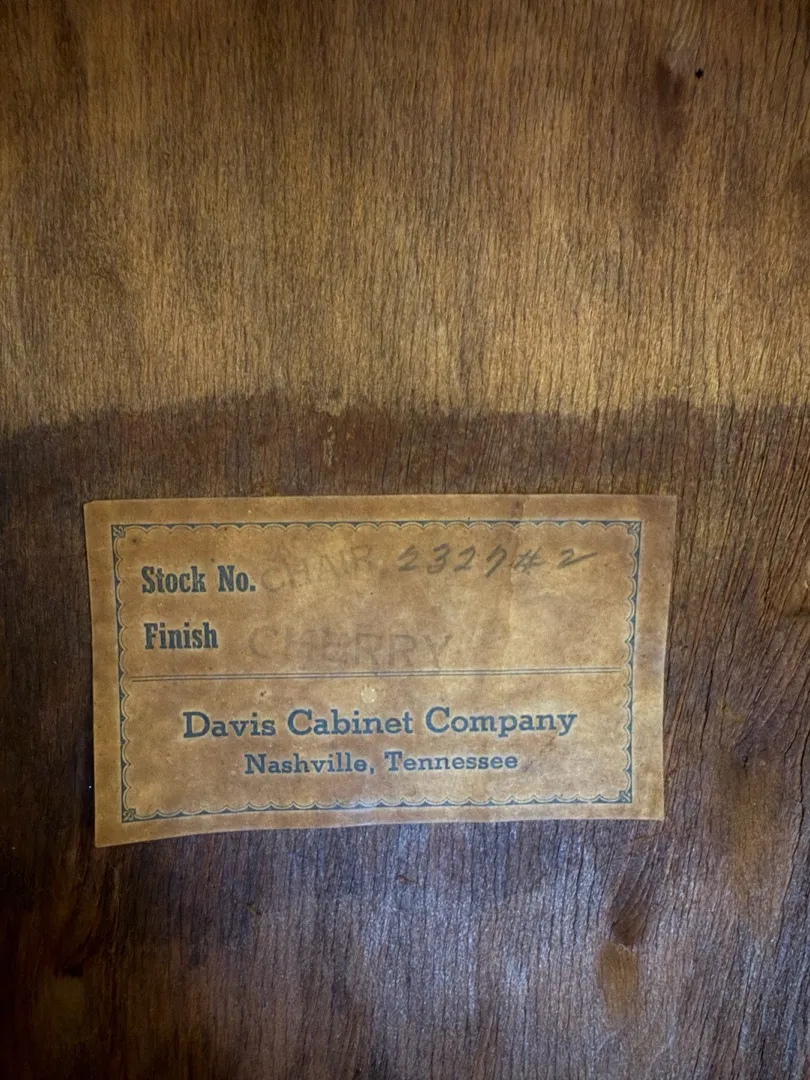 Stock No. CHAIR 2327 # 2
Finish CHERRY
Davis Cabinet Company
Nashville, Tennessee